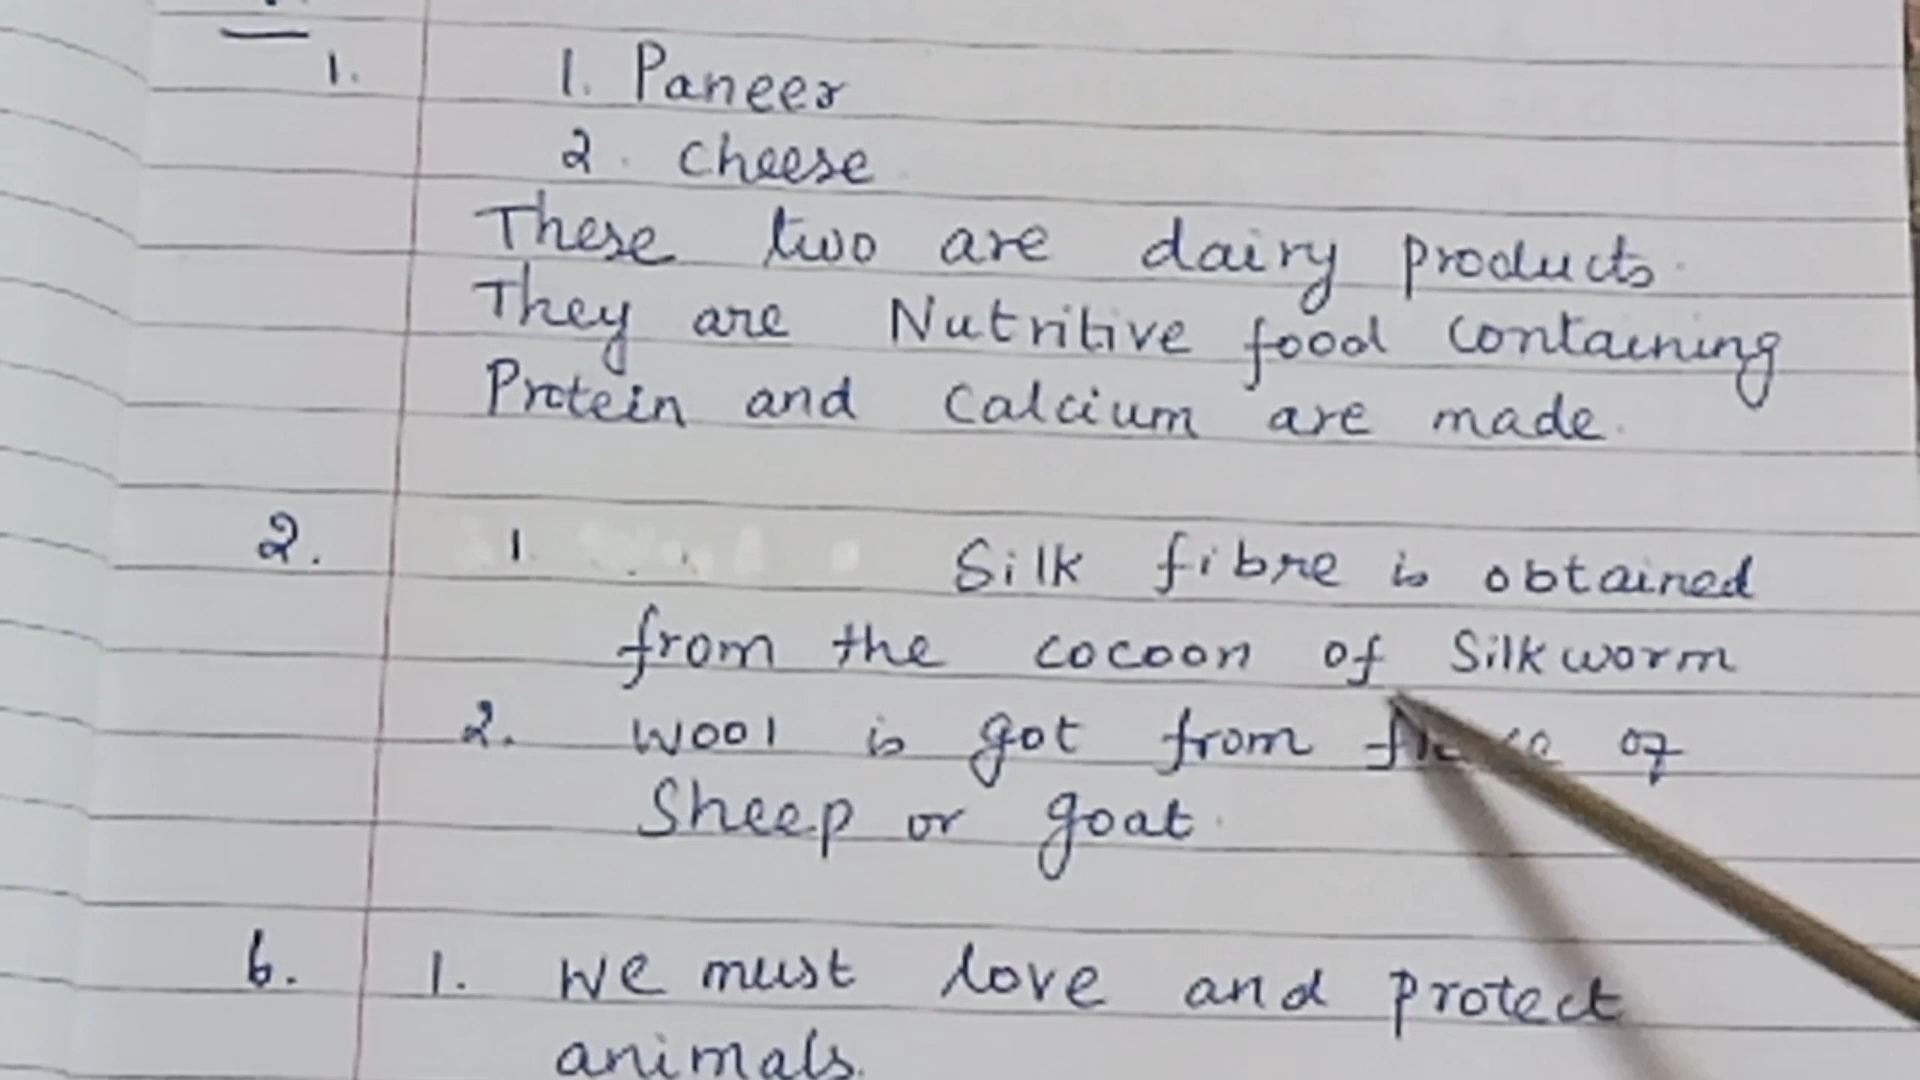 1. 1. Paneer
2. Cheese
These two are dairy products.
They are Nutritive food containing
Protein and Calcium are made.
2. 1. Silk fibre is obtained
from the cocoon of Silkworm
2. Wool is got from of
Sheep or goat.
6. 1. We must love and protect
animals.